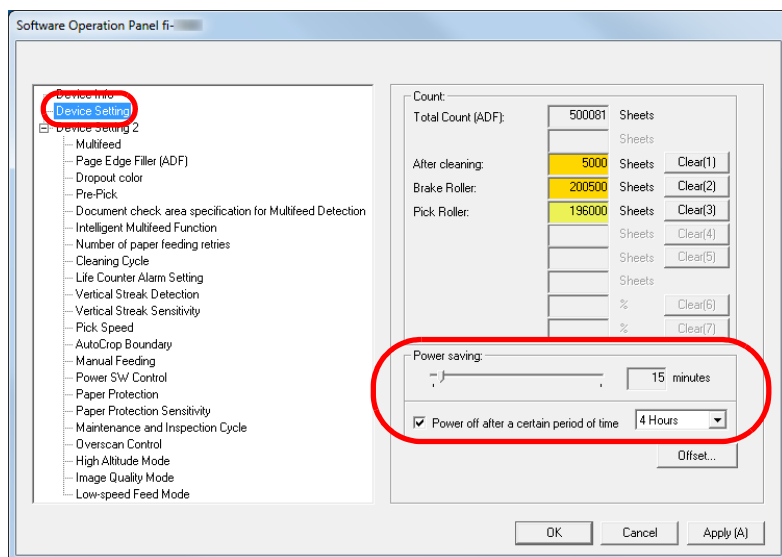 Software Operation Panel fi-
Device Info
Device Setting
Device Setting 2
Multifeed
Page Edge Filler (ADF)
Dropout color
Pre-Pick
Document check area specification for Multifeed Detection
Intelligent Multifeed Function
Number of paper feeding retries
Cleaning Cycle
Life Counter Alarm Setting
Vertical Streak Detection
Vertical Streak Sensitivity
Pick Speed
AutoCrop Boundary
Manual Feeding
Power SW Control
Paper Protection
Paper Protection Sensitivity
Maintenance and Inspection Cycle
Overscan Control
High Altitude Mode
Image Quality Mode
Low-speed Feed Mode
Count:
Total Count (ADF): 500081 Sheets
Sheets
After cleaning: 5000 Sheets Clear(1)
Brake Roller: 200500 Sheets Clear(2)
Pick Roller: 196000 Sheets Clear(3)
Sheets Clear(4)
Sheets Clear(5)
Sheets
% Clear(6)
% Clear(7)
Power saving:
15 minutes
Power off after a certain period of time 4 Hours
Offset...
OK Cancel Apply (A)